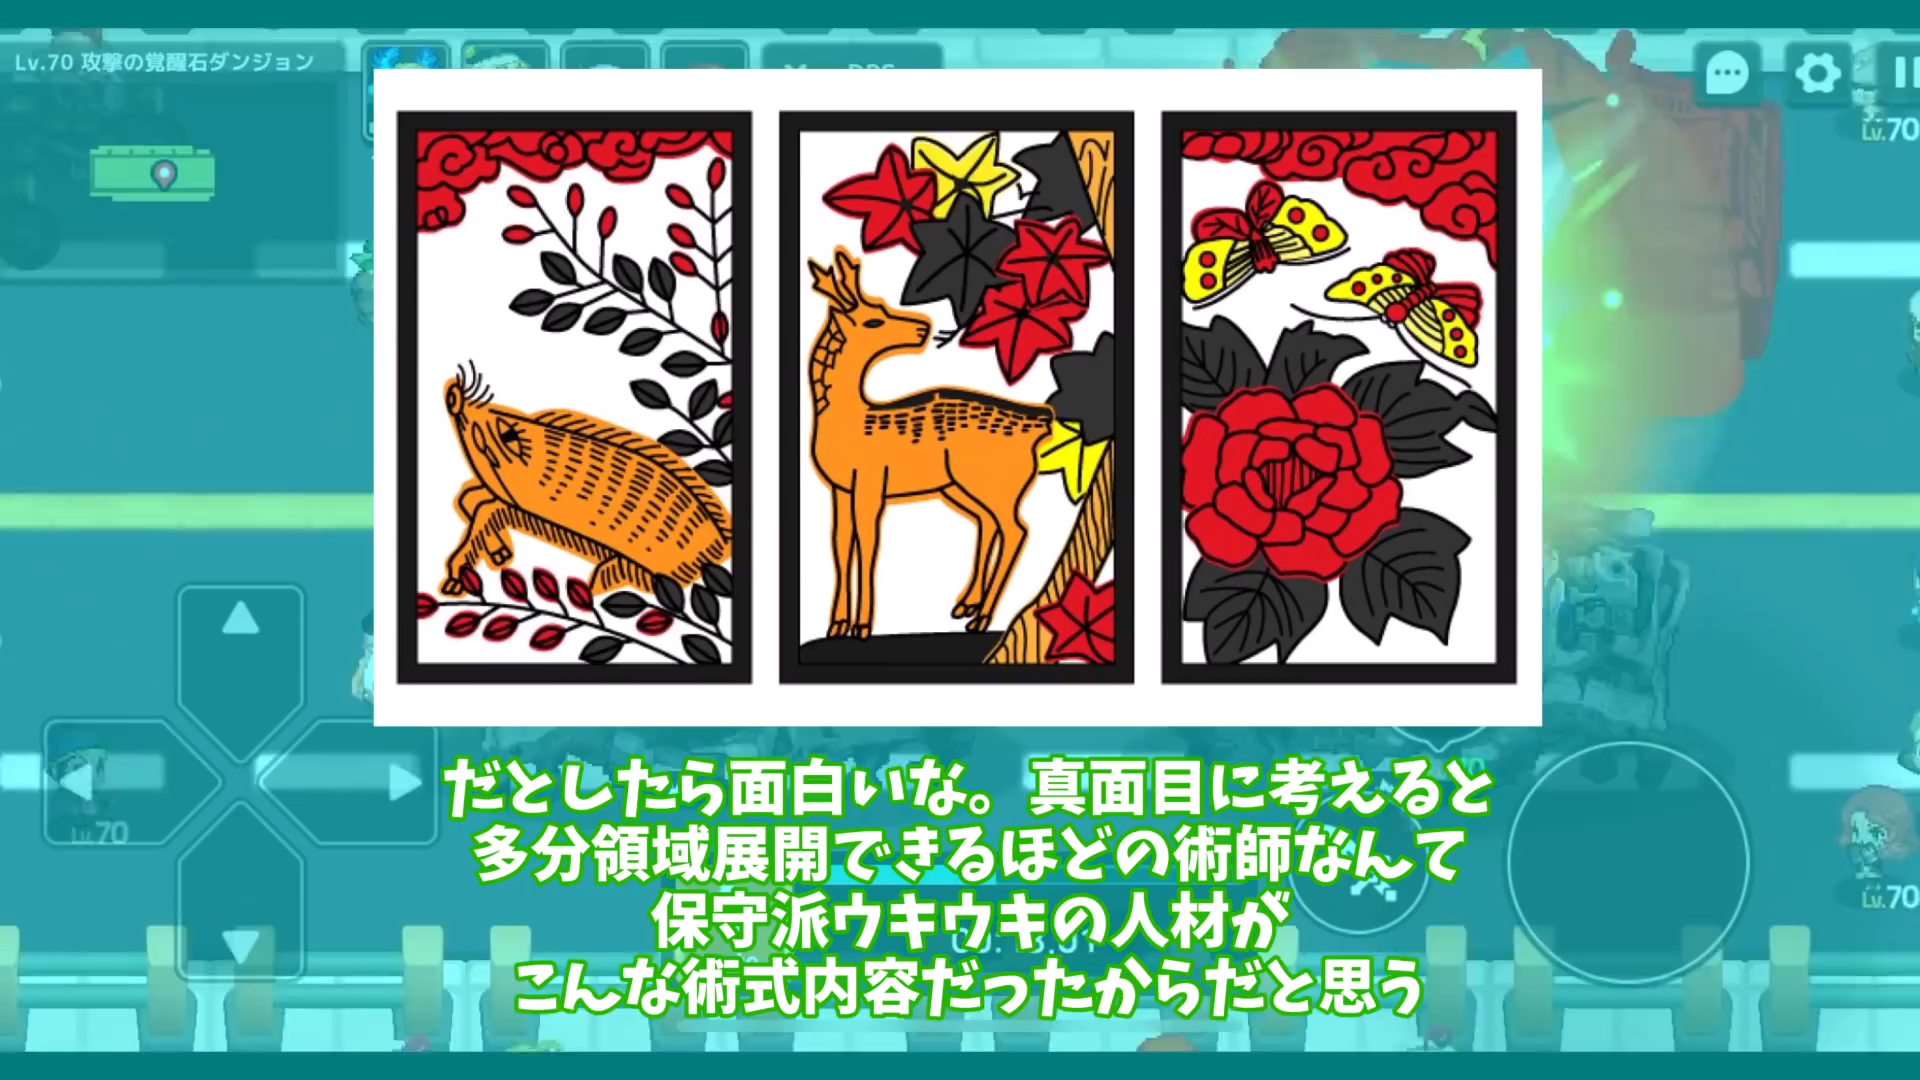 Lv.70 攻撃の覚醒石ダンジョン
Lv.70
Lv.70
だとしたら面白いな。真面目に考えると
多分領域展開できるほどの術師なんて
保守派ウキウキの人材が
こんな術式内容だったからだと思う
Lv.70